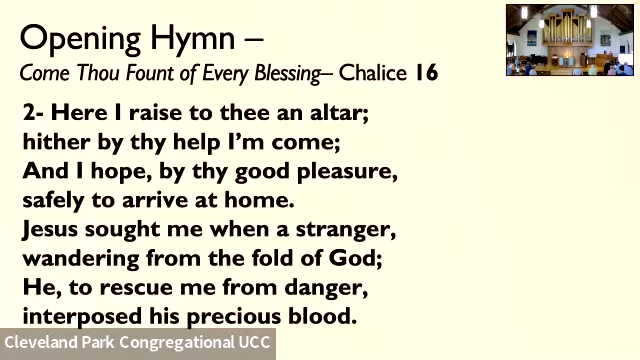 Opening Hymn –
Come Thou Fount of Every Blessing– Chalice 16
2- Here I raise to thee an altar;
hither by thy help I’m come;
And I hope, by thy good pleasure,
safely to arrive at home.
Jesus sought me when a stranger,
wandering from the fold of God;
He, to rescue me from danger,
interposed his precious blood.
Cleveland Park Congregational UCC